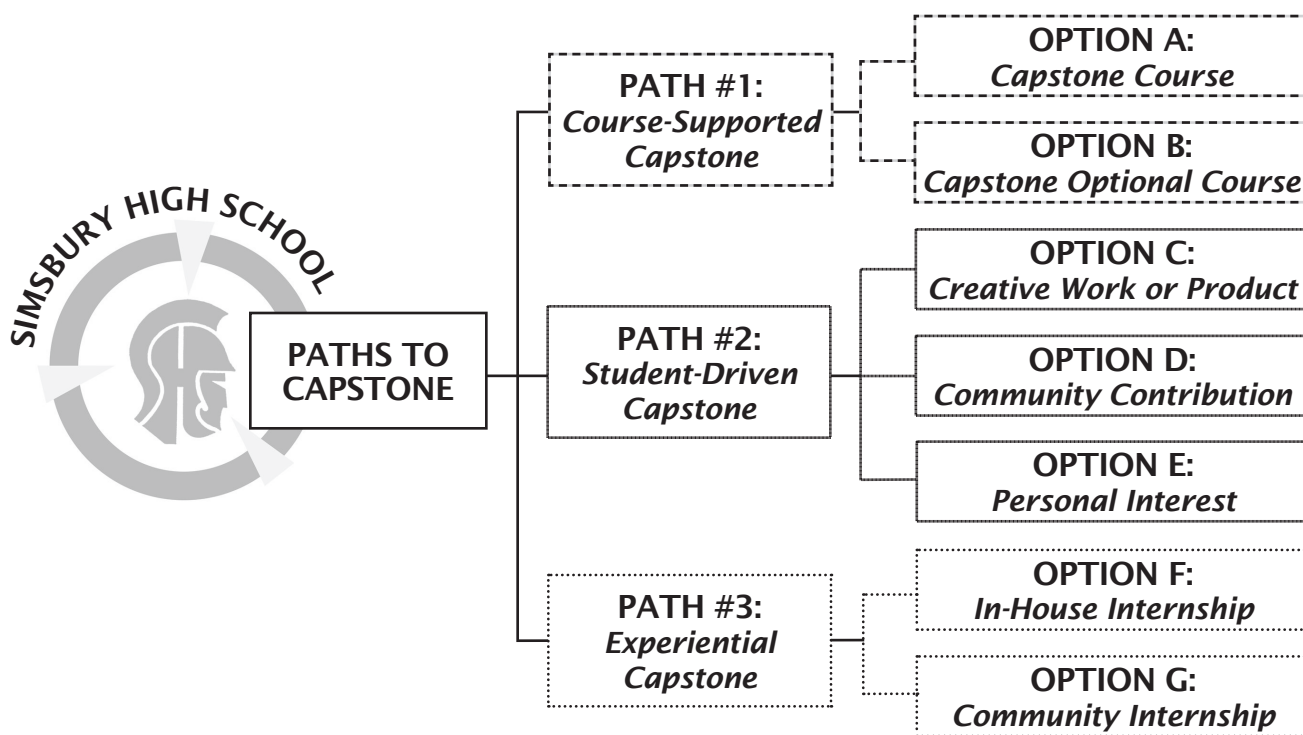 SIMSBURY HIGH SCHOOL
PATHS TO
CAPSTONE
PATH #1:
Course-Supported
Capstone
OPTION A:
Capstone Course
OPTION B:
Capstone Optional Course
PATH #2:
Student-Driven
Capstone
OPTION C:
Creative Work or Product
OPTION D:
Community Contribution
OPTION E:
Personal Interest
PATH #3:
Experiential
Capstone
OPTION F:
In-House Internship
OPTION G:
Community Internship